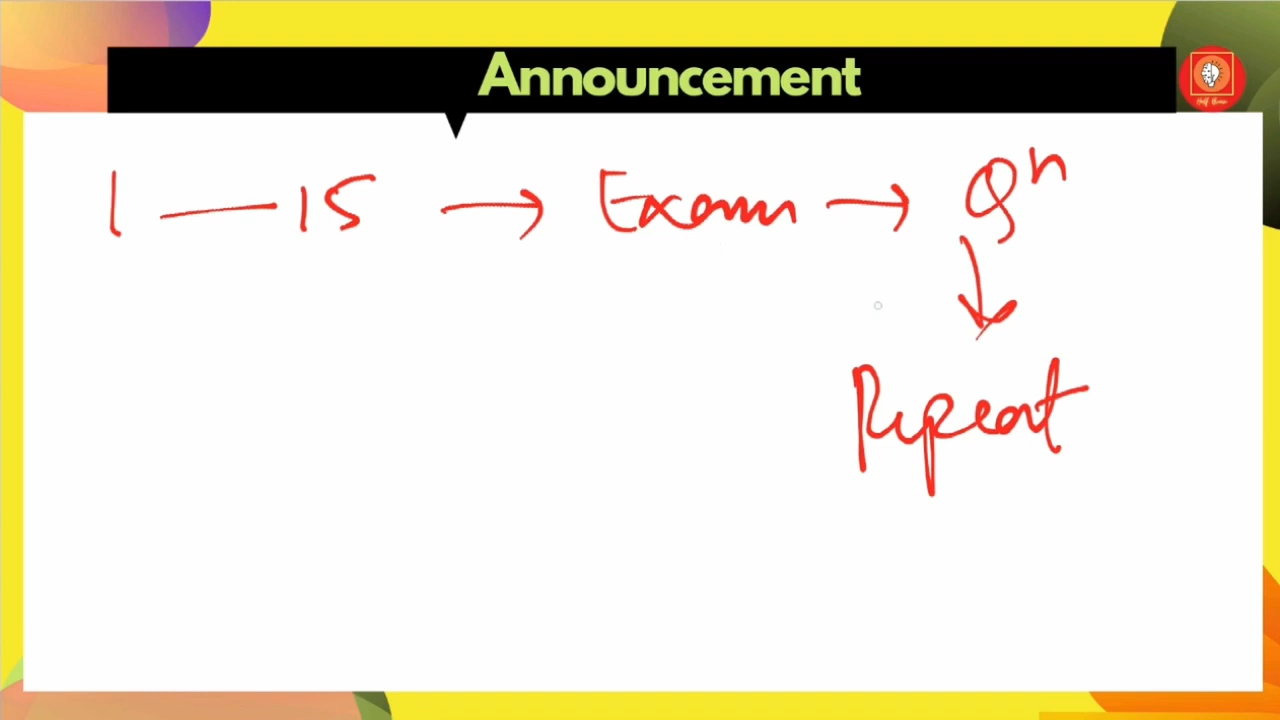 Announcement
1 — 15 → Exam → Qn
↓
Repeat